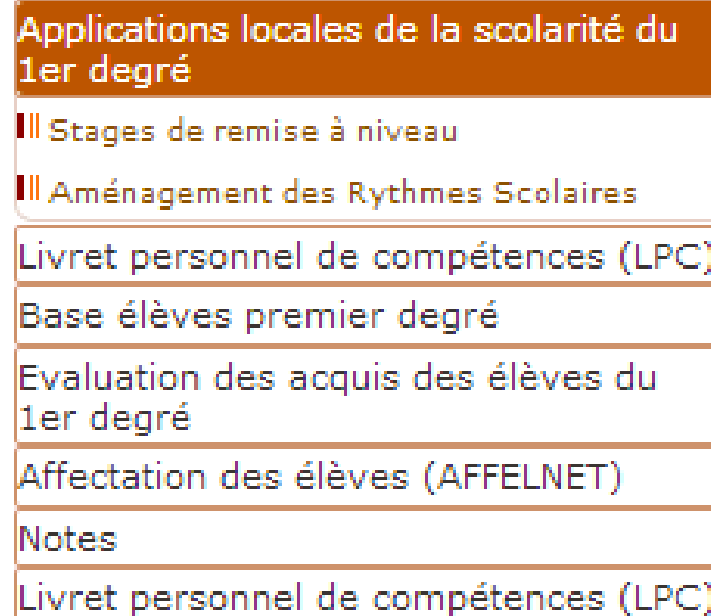 Applications locales de la scolarité du
1er degré
Stages de remise à niveau
Aménagement des Rythmes Scolaires
Livret personnel de compétences (LPC)
Base élèves premier degré
Evaluation des acquis des élèves du
1er degré
Affectation des élèves (AFFELNET)
Notes
Livret personnel de compétences (LPC)